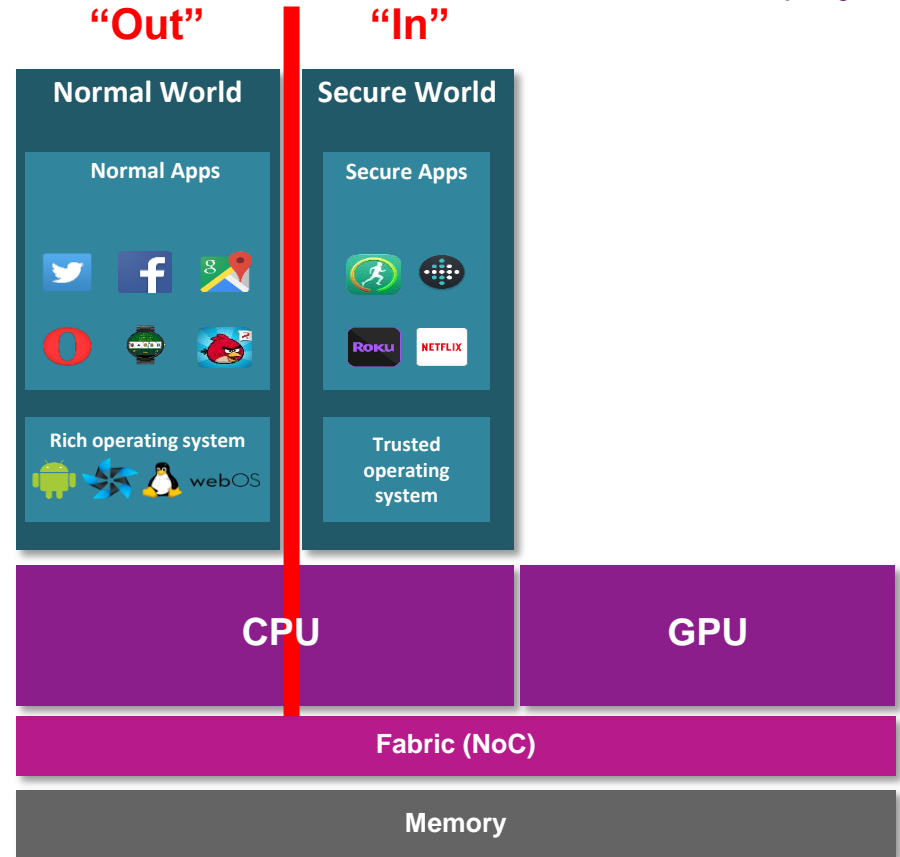 “Out”
“In”
Normal World
Secure World
Normal Apps
Secure Apps
g
f
ROKU
NETFLIX
Rich operating system
webOS
Trusted
operating
system
CPU
GPU
Fabric (NoC)
Memory